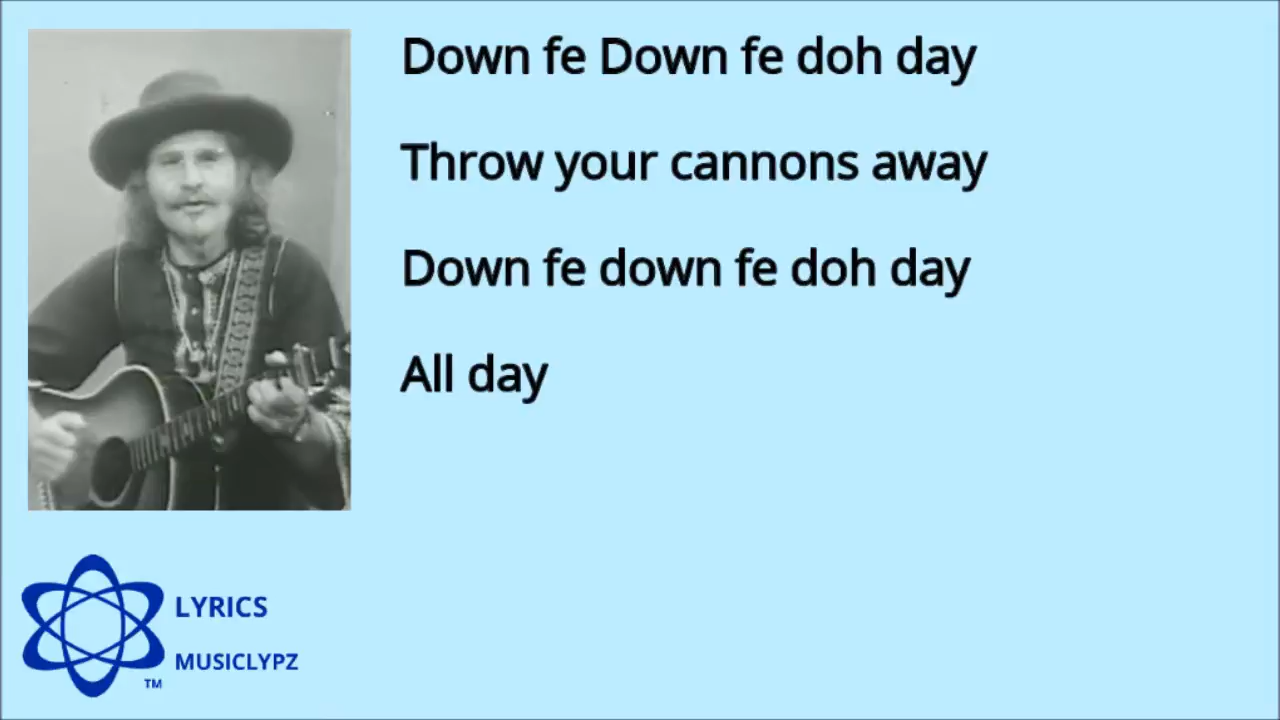 Down fe Down fe doh day
Throw your cannons away
Down fe down fe doh day
All day
LYRICS
MUSICLYPZ
TM